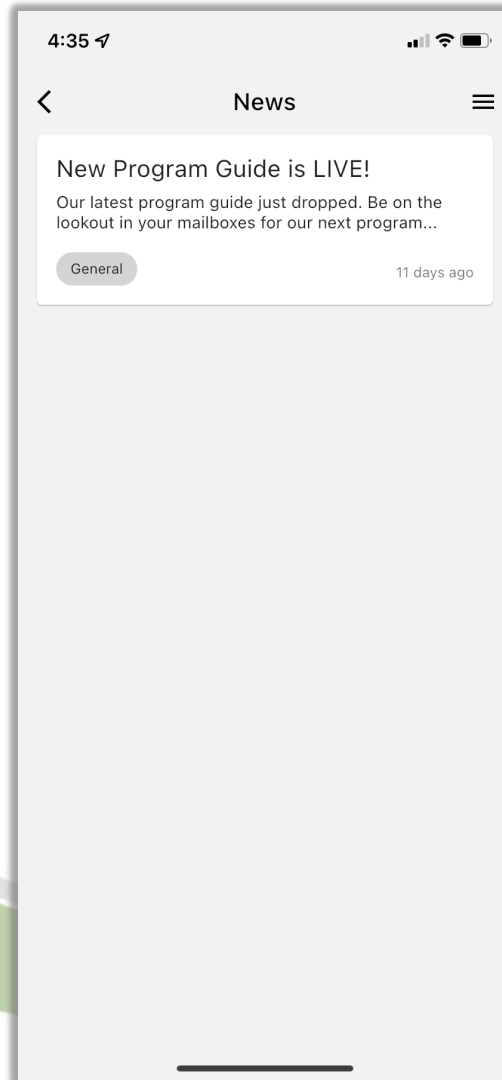 4:35
News
New Program Guide is LIVE!
Our latest program guide just dropped. Be on the
lookout in your mailboxes for our next program...
General
11 days ago